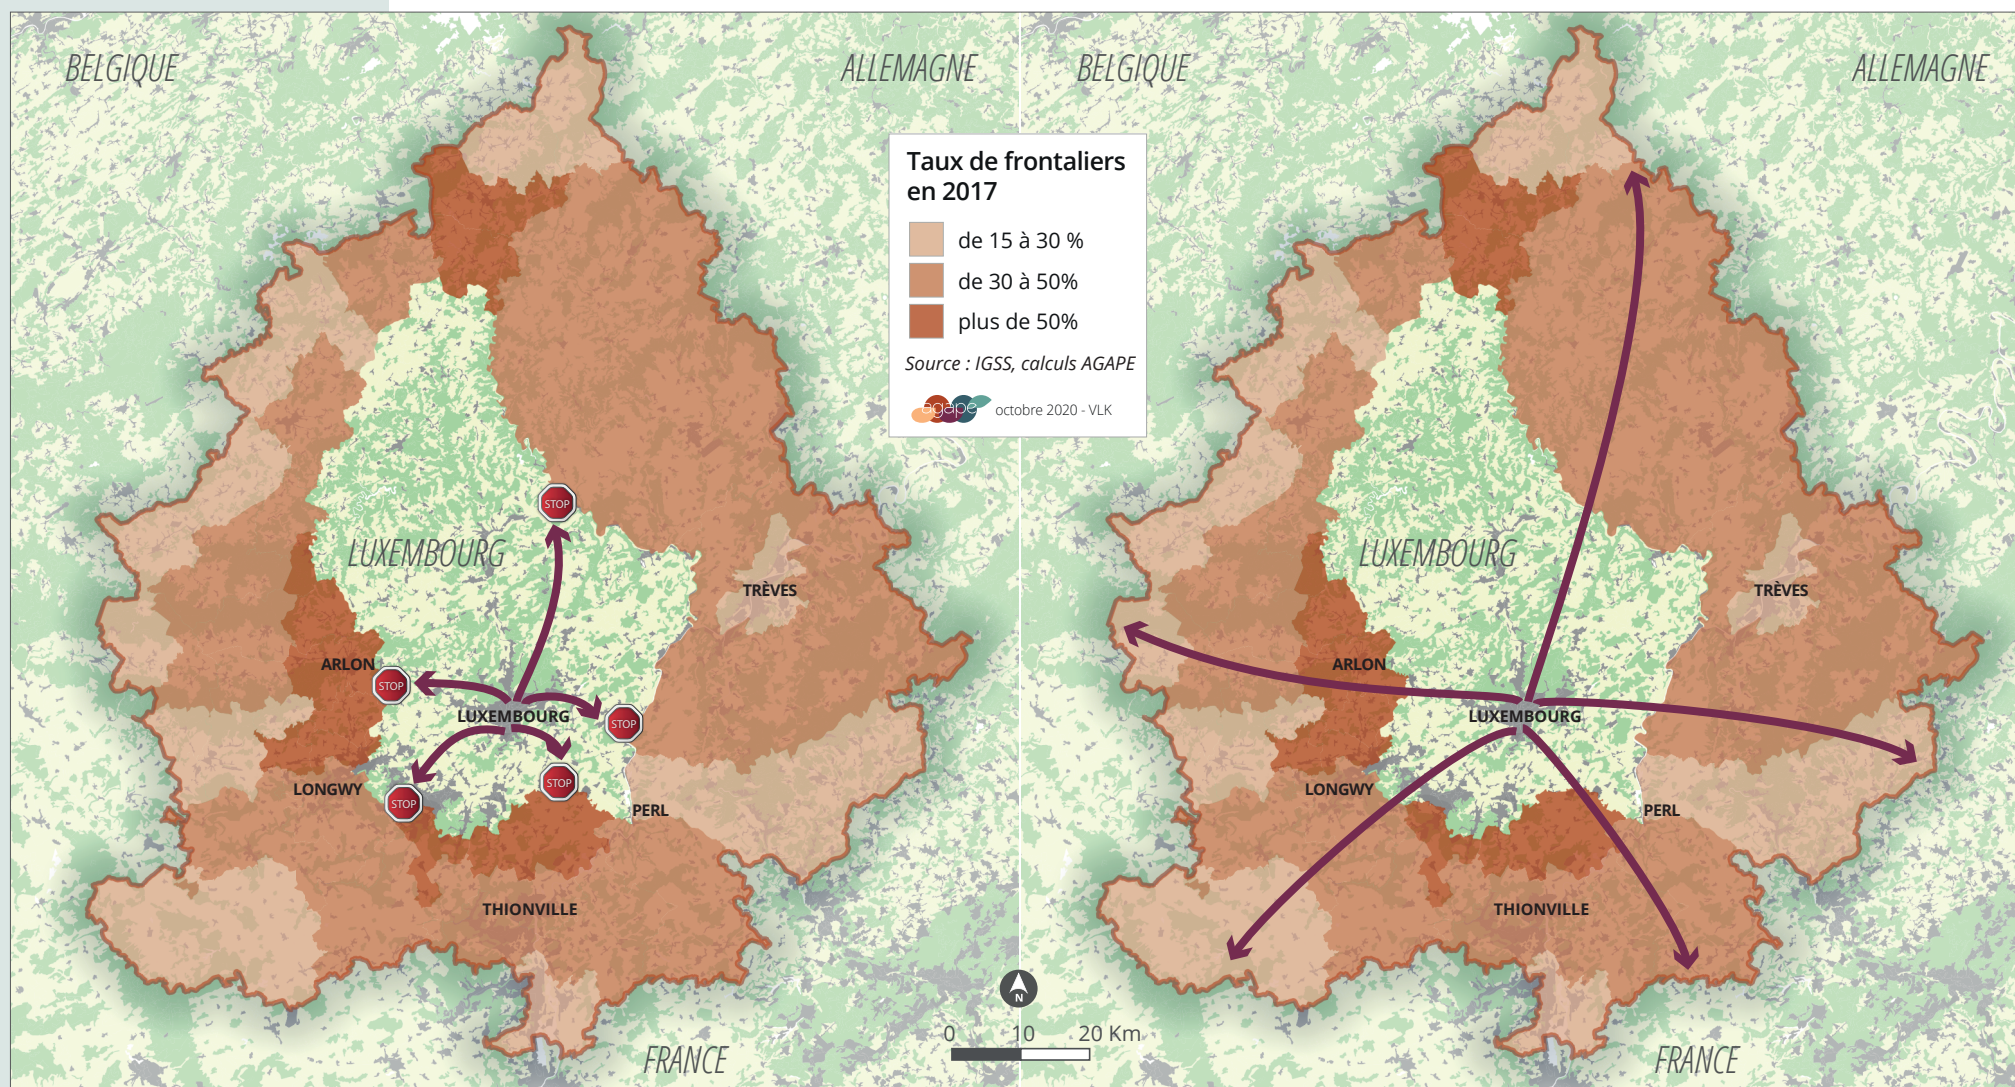 BELGIQUE
ALLEMAGNE
STOP
LUXEMBOURG
TRÈVES
ARLON
STOP
LUXEMBOURG
STOP
STOP
LONGWY
STOP
PERL
THIONVILLE
FRANCE
Taux de frontaliers
en 2017
de 15 à 30 %
de 30 à 50%
plus de 50%
Source : IGSS, calculs AGAPE
agape
octobre 2020 - VLK
N
0 10 20 Km
BELGIQUE
ALLEMAGNE
LUXEMBOURG
TRÈVES
ARLON
LUXEMBOURG
LONGWY
PERL
THIONVILLE
FRANCE